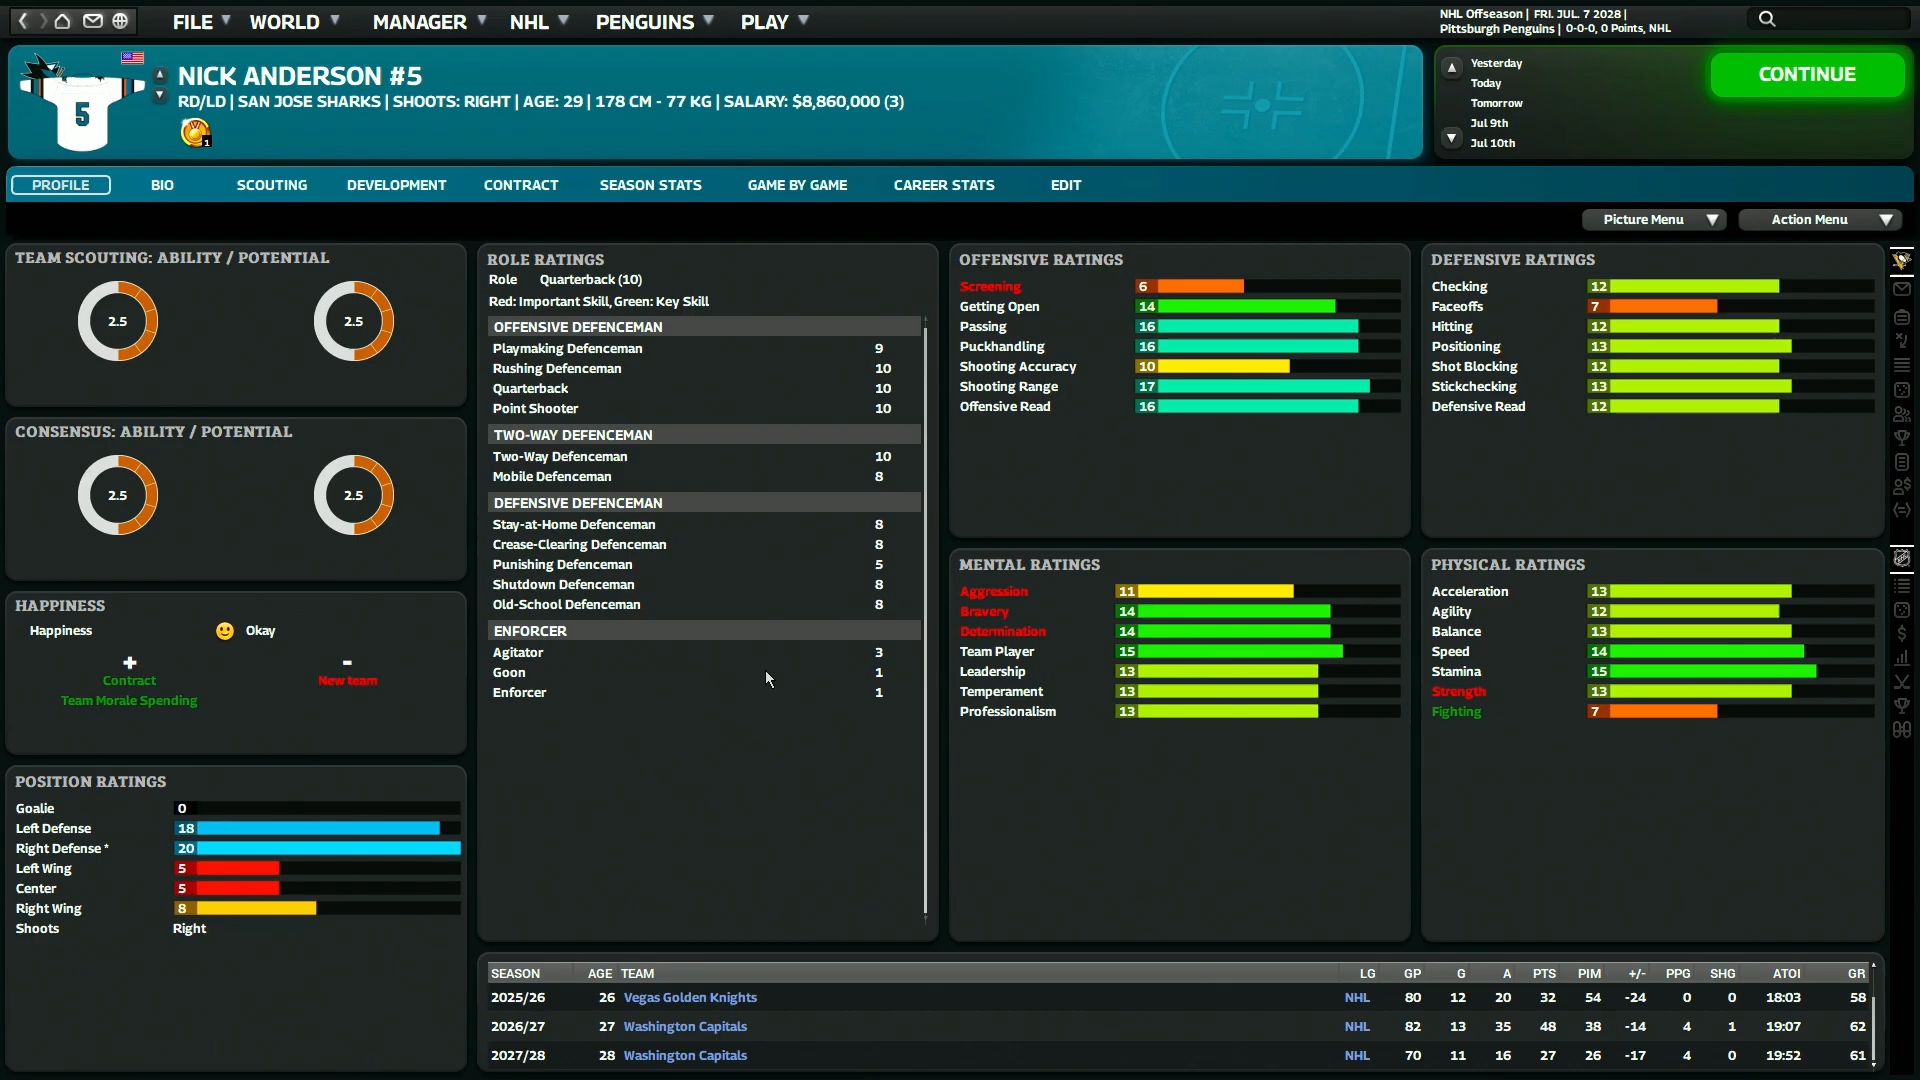 FILE WORLD MANAGER NHL PENGUINS PLAY
NHL Offseason | FRI. JUL. 7 2028 |
Pittsburgh Penguins | 0-0-0, 0 Points, NHL
5
NICK ANDERSON #5
RD/LD | SAN JOSE SHARKS | SHOOTS: RIGHT | AGE: 29 | 178 CM - 77 KG | SALARY: $8,860,000 (3)
1
Yesterday
Today
Tomorrow
Jul 9th
Jul 10th
CONTINUE
PROFILE BIO SCOUTING DEVELOPMENT CONTRACT SEASON STATS GAME BY GAME CAREER STATS EDIT
Picture Menu Action Menu
TEAM SCOUTING: ABILITY / POTENTIAL
2.5 2.5
CONSENSUS: ABILITY / POTENTIAL
2.5 2.5
HAPPINESS
Happiness Okay
+ -
Contract New team
Team Morale Spending
POSITION RATINGS
Goalie 0
Left Defense 18
Right Defense * 20
Left Wing 5
Center 5
Right Wing 8
Shoots Right
ROLE RATINGS
Role Quarterback (10)
Red: Important Skill, Green: Key Skill
OFFENSIVE DEFENCEMAN
Playmaking Defenceman 9
Rushing Defenceman 10
Quarterback 10
Point Shooter 10
TWO-WAY DEFENCEMAN
Two-Way Defenceman 10
Mobile Defenceman 8
DEFENSIVE DEFENCEMAN
Stay-at-Home Defenceman 8
Crease-Clearing Defenceman 8
Punishing Defenceman 5
Shutdown Defenceman 8
Old-School Defenceman 8
ENFORCER
Agitator 3
Goon 1
Enforcer 1
OFFENSIVE RATINGS
Screening 6
Getting Open 14
Passing 16
Puckhandling 16
Shooting Accuracy 10
Shooting Range 17
Offensive Read 16
DEFENSIVE RATINGS
Checking 12
Faceoffs 7
Hitting 12
Positioning 13
Shot Blocking 12
Stickchecking 13
Defensive Read 12
MENTAL RATINGS
Aggression 11
Bravery 14
Determination 14
Team Player 15
Leadership 13
Temperament 13
Professionalism 13
PHYSICAL RATINGS
Acceleration 13
Agility 12
Balance 13
Speed 14
Stamina 15
Strength 13
Fighting 7
SEASON AGE TEAM LG GP G A PTS PIM +/- PPG SHG ATOI GR
2025/26 26 Vegas Golden Knights NHL 80 12 20 32 54 -24 0 0 18:03 58
2026/27 27 Washington Capitals NHL 82 13 35 48 38 -14 4 1 19:07 62
2027/28 28 Washington Capitals NHL 70 11 16 27 26 -17 4 0 19:52 61